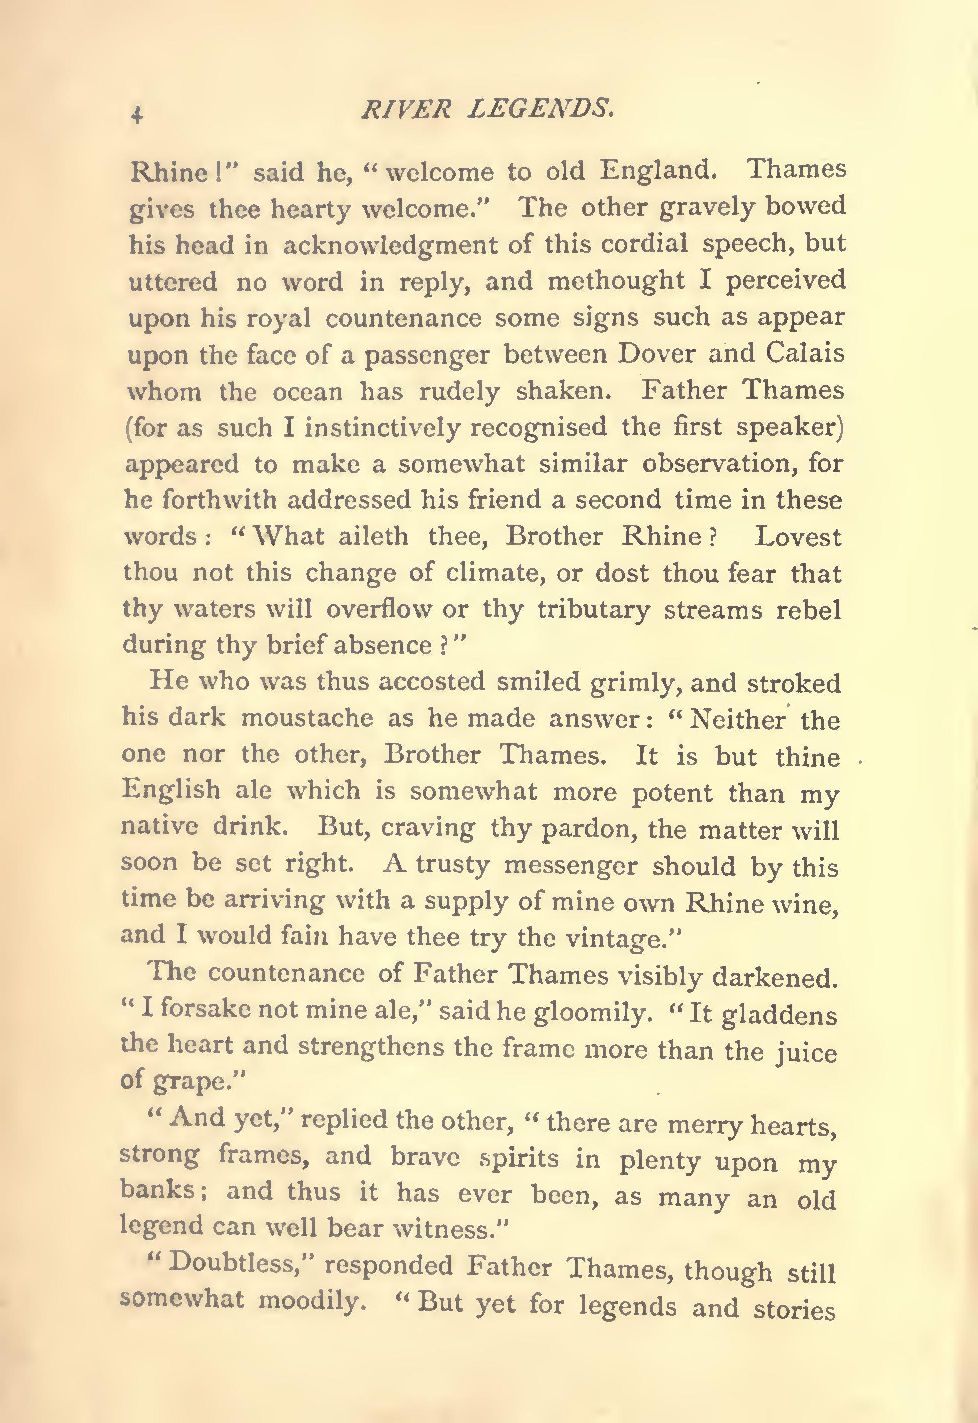 4 RIVER LEGENDS.
Rhine!" said he, "welcome to old England. Thames
gives thee hearty welcome." The other gravely bowed
his head in acknowledgment of this cordial speech, but
uttered no word in reply, and methought I perceived
upon his royal countenance some signs such as appear
upon the face of a passenger between Dover and Calais
whom the ocean has rudely shaken. Father Thames
(for as such I instinctively recognised the first speaker)
appeared to make a somewhat similar observation, for
he forthwith addressed his friend a second time in these
words: "What aileth thee, Brother Rhine? Lovest
thou not this change of climate, or dost thou fear that
thy waters will overflow or thy tributary streams rebel
during thy brief absence?"
He who was thus accosted smiled grimly, and stroked
his dark moustache as he made answer: "Neither the
one nor the other, Brother Thames. It is but thine
English ale which is somewhat more potent than my
native drink. But, craving thy pardon, the matter will
soon be set right. A trusty messenger should by this
time be arriving with a supply of mine own Rhine wine,
and I would fain have thee try the vintage."
The countenance of Father Thames visibly darkened.
"I forsake not mine ale," said he gloomily. "It gladdens
the heart and strengthens the frame more than the juice
of grape."
"And yet," replied the other, "there are merry hearts,
strong frames, and brave spirits in plenty upon my
banks; and thus it has ever been, as many an old
legend can well bear witness."
"Doubtless," responded Father Thames, though still
somewhat moodily. "But yet for legends and stories